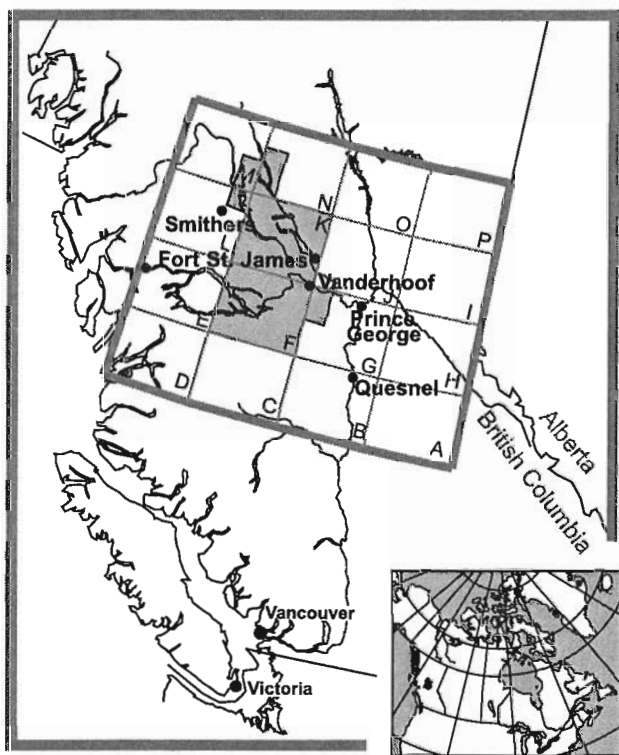 M
N
O
P
Smithers
L
K
Fort St. James
Vanderhoof
J
I
Prince
George
E
F
G
H
Quesnel
D
C
B
A
Alberta
British Columbia
Vancouver
Victoria